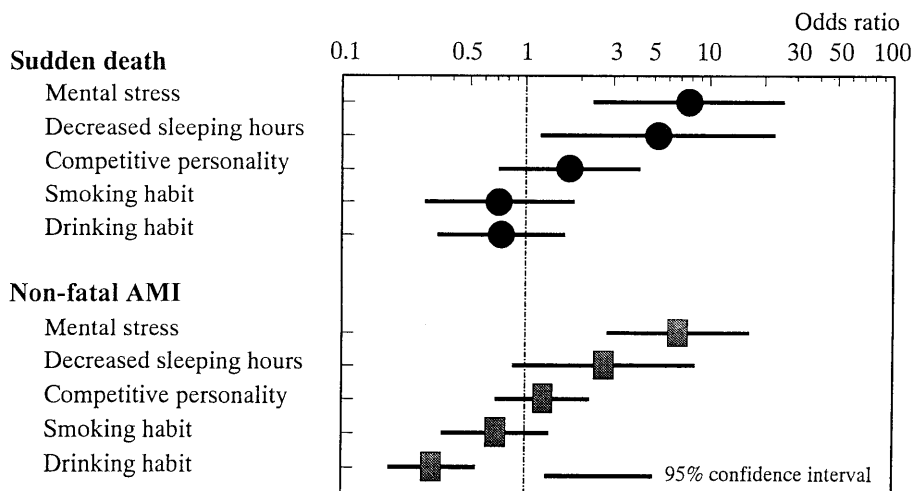 Odds ratio
0.1 0.5 1 3 5 10 30 50 100
Sudden death
Mental stress
Decreased sleeping hours
Competitive personality
Smoking habit
Drinking habit
Non-fatal AMI
Mental stress
Decreased sleeping hours
Competitive personality
Smoking habit
Drinking habit
95% confidence interval